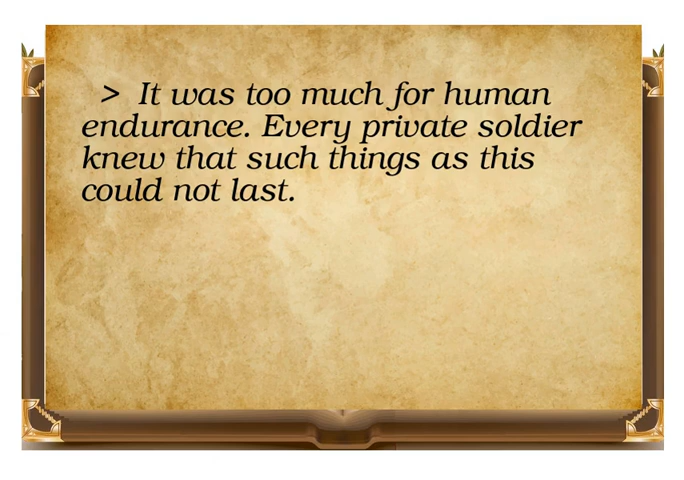 > It was too much for human
endurance. Every private soldier
knew that such things as this
could not last.